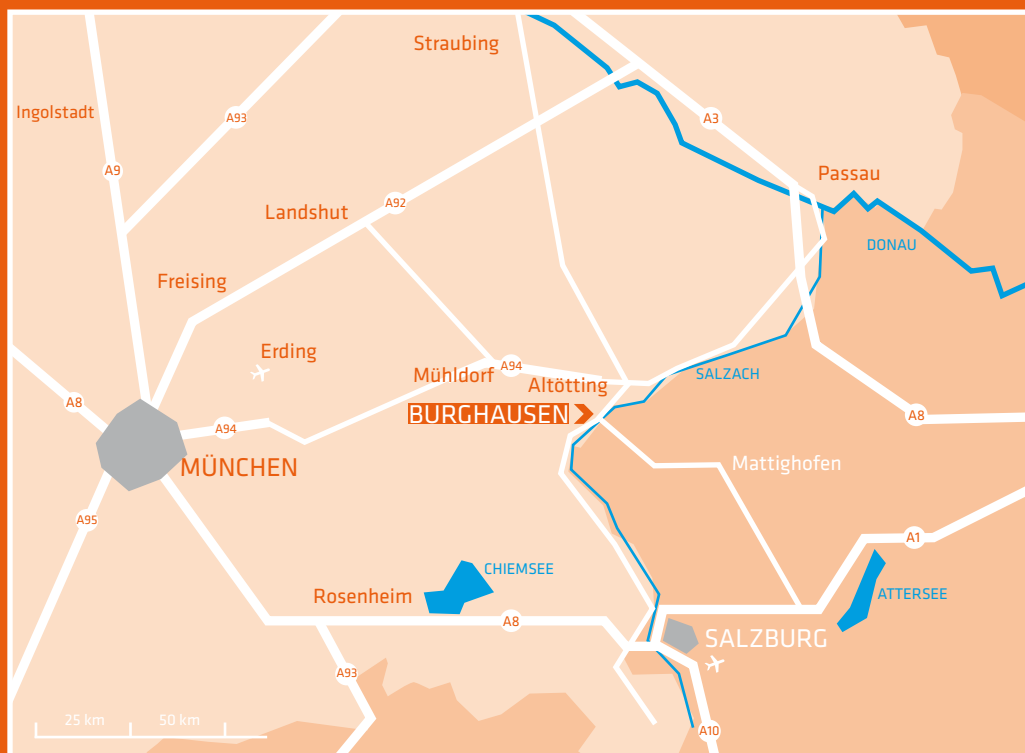 Straubing
Ingolstadt
A93
A3
A9
Passau
A92
Landshut
DONAU
Freising
Erding
A94
Mühldorf
SALZACH
Altötting
A8
BURGHAUSEN
A8
A94
MÜNCHEN
Mattighofen
A95
A1
CHIEMSEE
ATTERSEE
Rosenheim
A8
SALZBURG
A93
25 km
50 km
A10